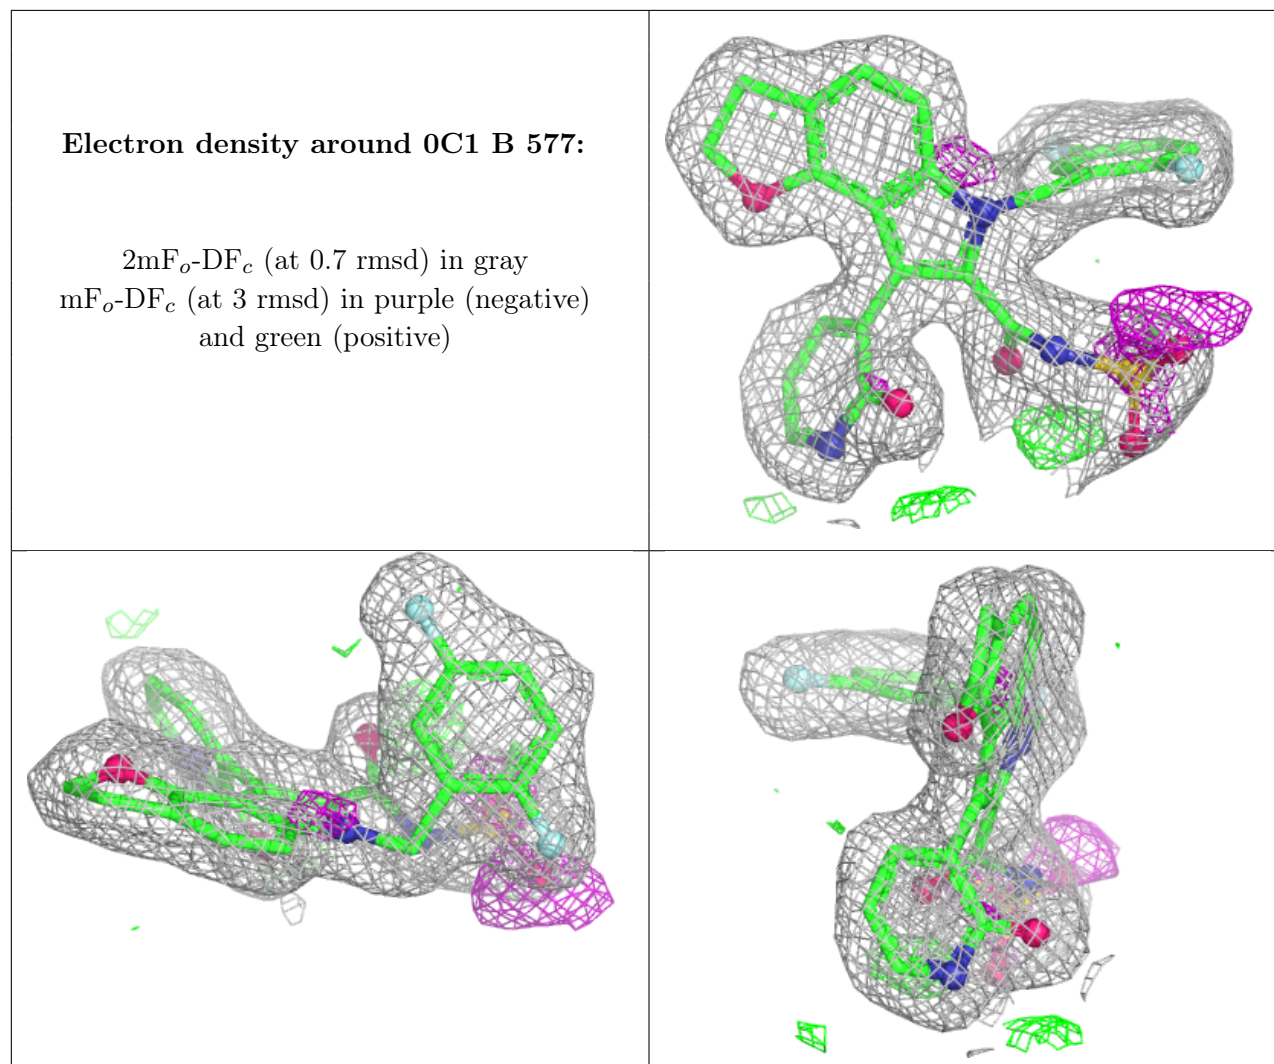 Electron density around 0C1 B 577:
2mFₒ-DF𝒸 (at 0.7 rmsd) in gray
mFₒ-DF𝒸 (at 3 rmsd) in purple (negative)
and green (positive)